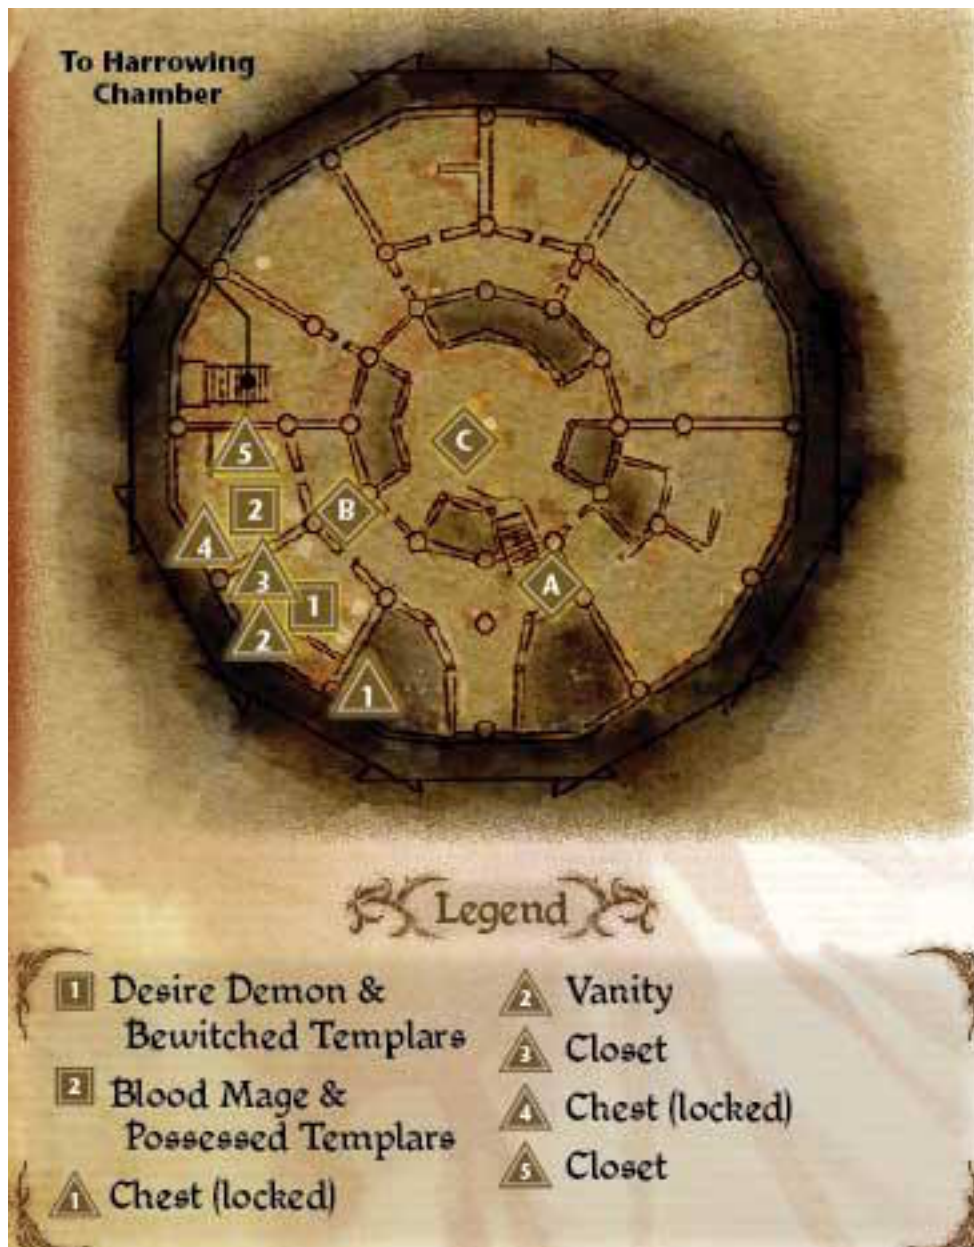 To Harrowing
Chamber
C
5
2
B
4
3
A
1
2
1
Legend
1 Desire Demon &
Bewitched Templars
2 Blood Mage &
Possessed Templars
1 Chest (locked)
2 Vanity
3 Closet
4 Chest (locked)
5 Closet